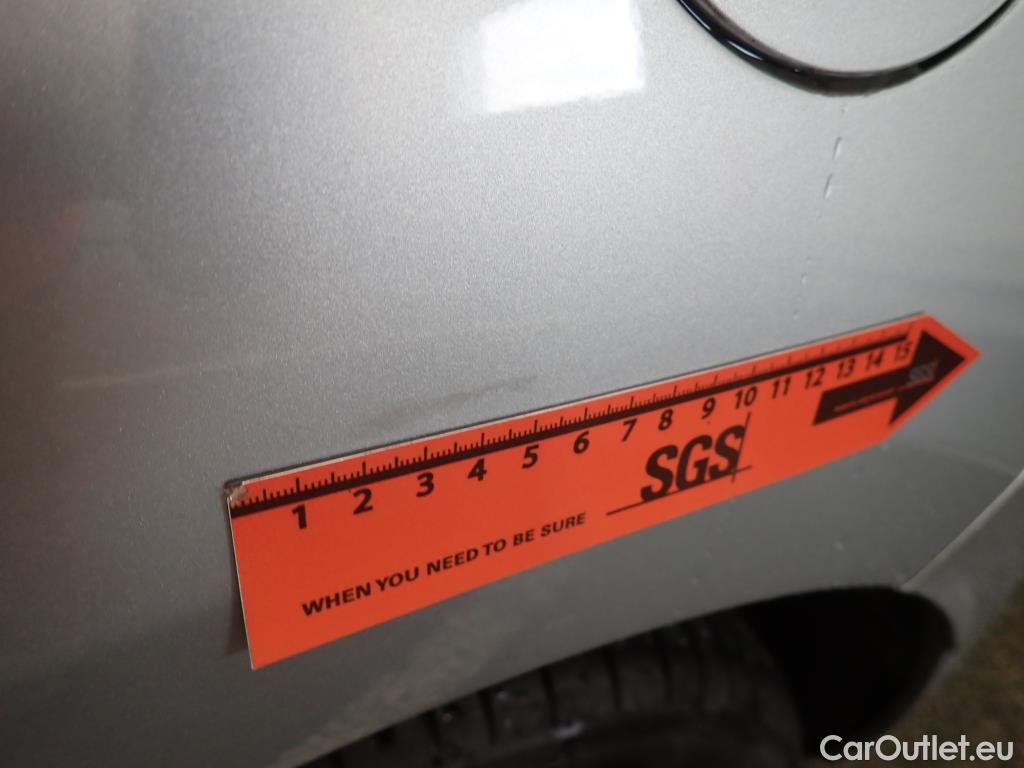 1 2 3 4 5 6 7 8 9 10 11 12 13 14 15
SGS
SGS
WHEN YOU NEED TO BE SURE
CarOutlet.eu